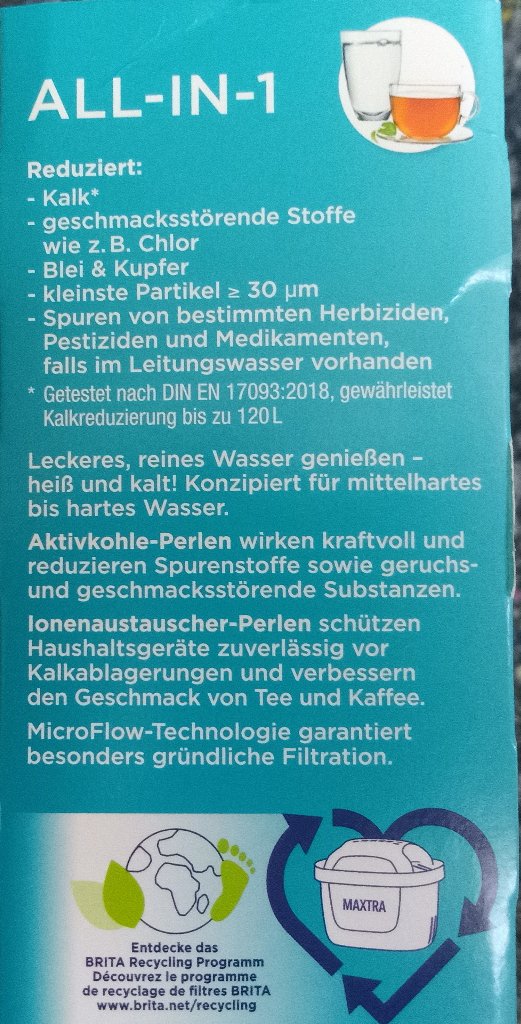 ALL-IN-1
Reduziert:
- Kalk*
- geschmacksstörende Stoffe
wie z. B. Chlor
- Blei & Kupfer
- kleinste Partikel ≥ 30 µm
- Spuren von bestimmten Herbiziden,
Pestiziden und Medikamenten,
falls im Leitungswasser vorhanden
* Getestet nach DIN EN 17093:2018, gewährleistet
Kalkreduzierung bis zu 120 L
Leckeres, reines Wasser genießen –
heiß und kalt! Konzipiert für mittelhartes
bis hartes Wasser.
Aktivkohle-Perlen wirken kraftvoll und
reduzieren Spurenstoffe sowie geruchs-
und geschmacksstörende Substanzen.
Ionenaustauscher-Perlen schützen
Haushaltsgeräte zuverlässig vor
Kalkablagerungen und verbessern
den Geschmack von Tee und Kaffee.
MicroFlow-Technologie garantiert
besonders gründliche Filtration.
MAXTRA
Entdecke das
BRITA Recycling Programm
Découvrez le programme
de recyclage de filtres BRITA
www.brita.net/recycling